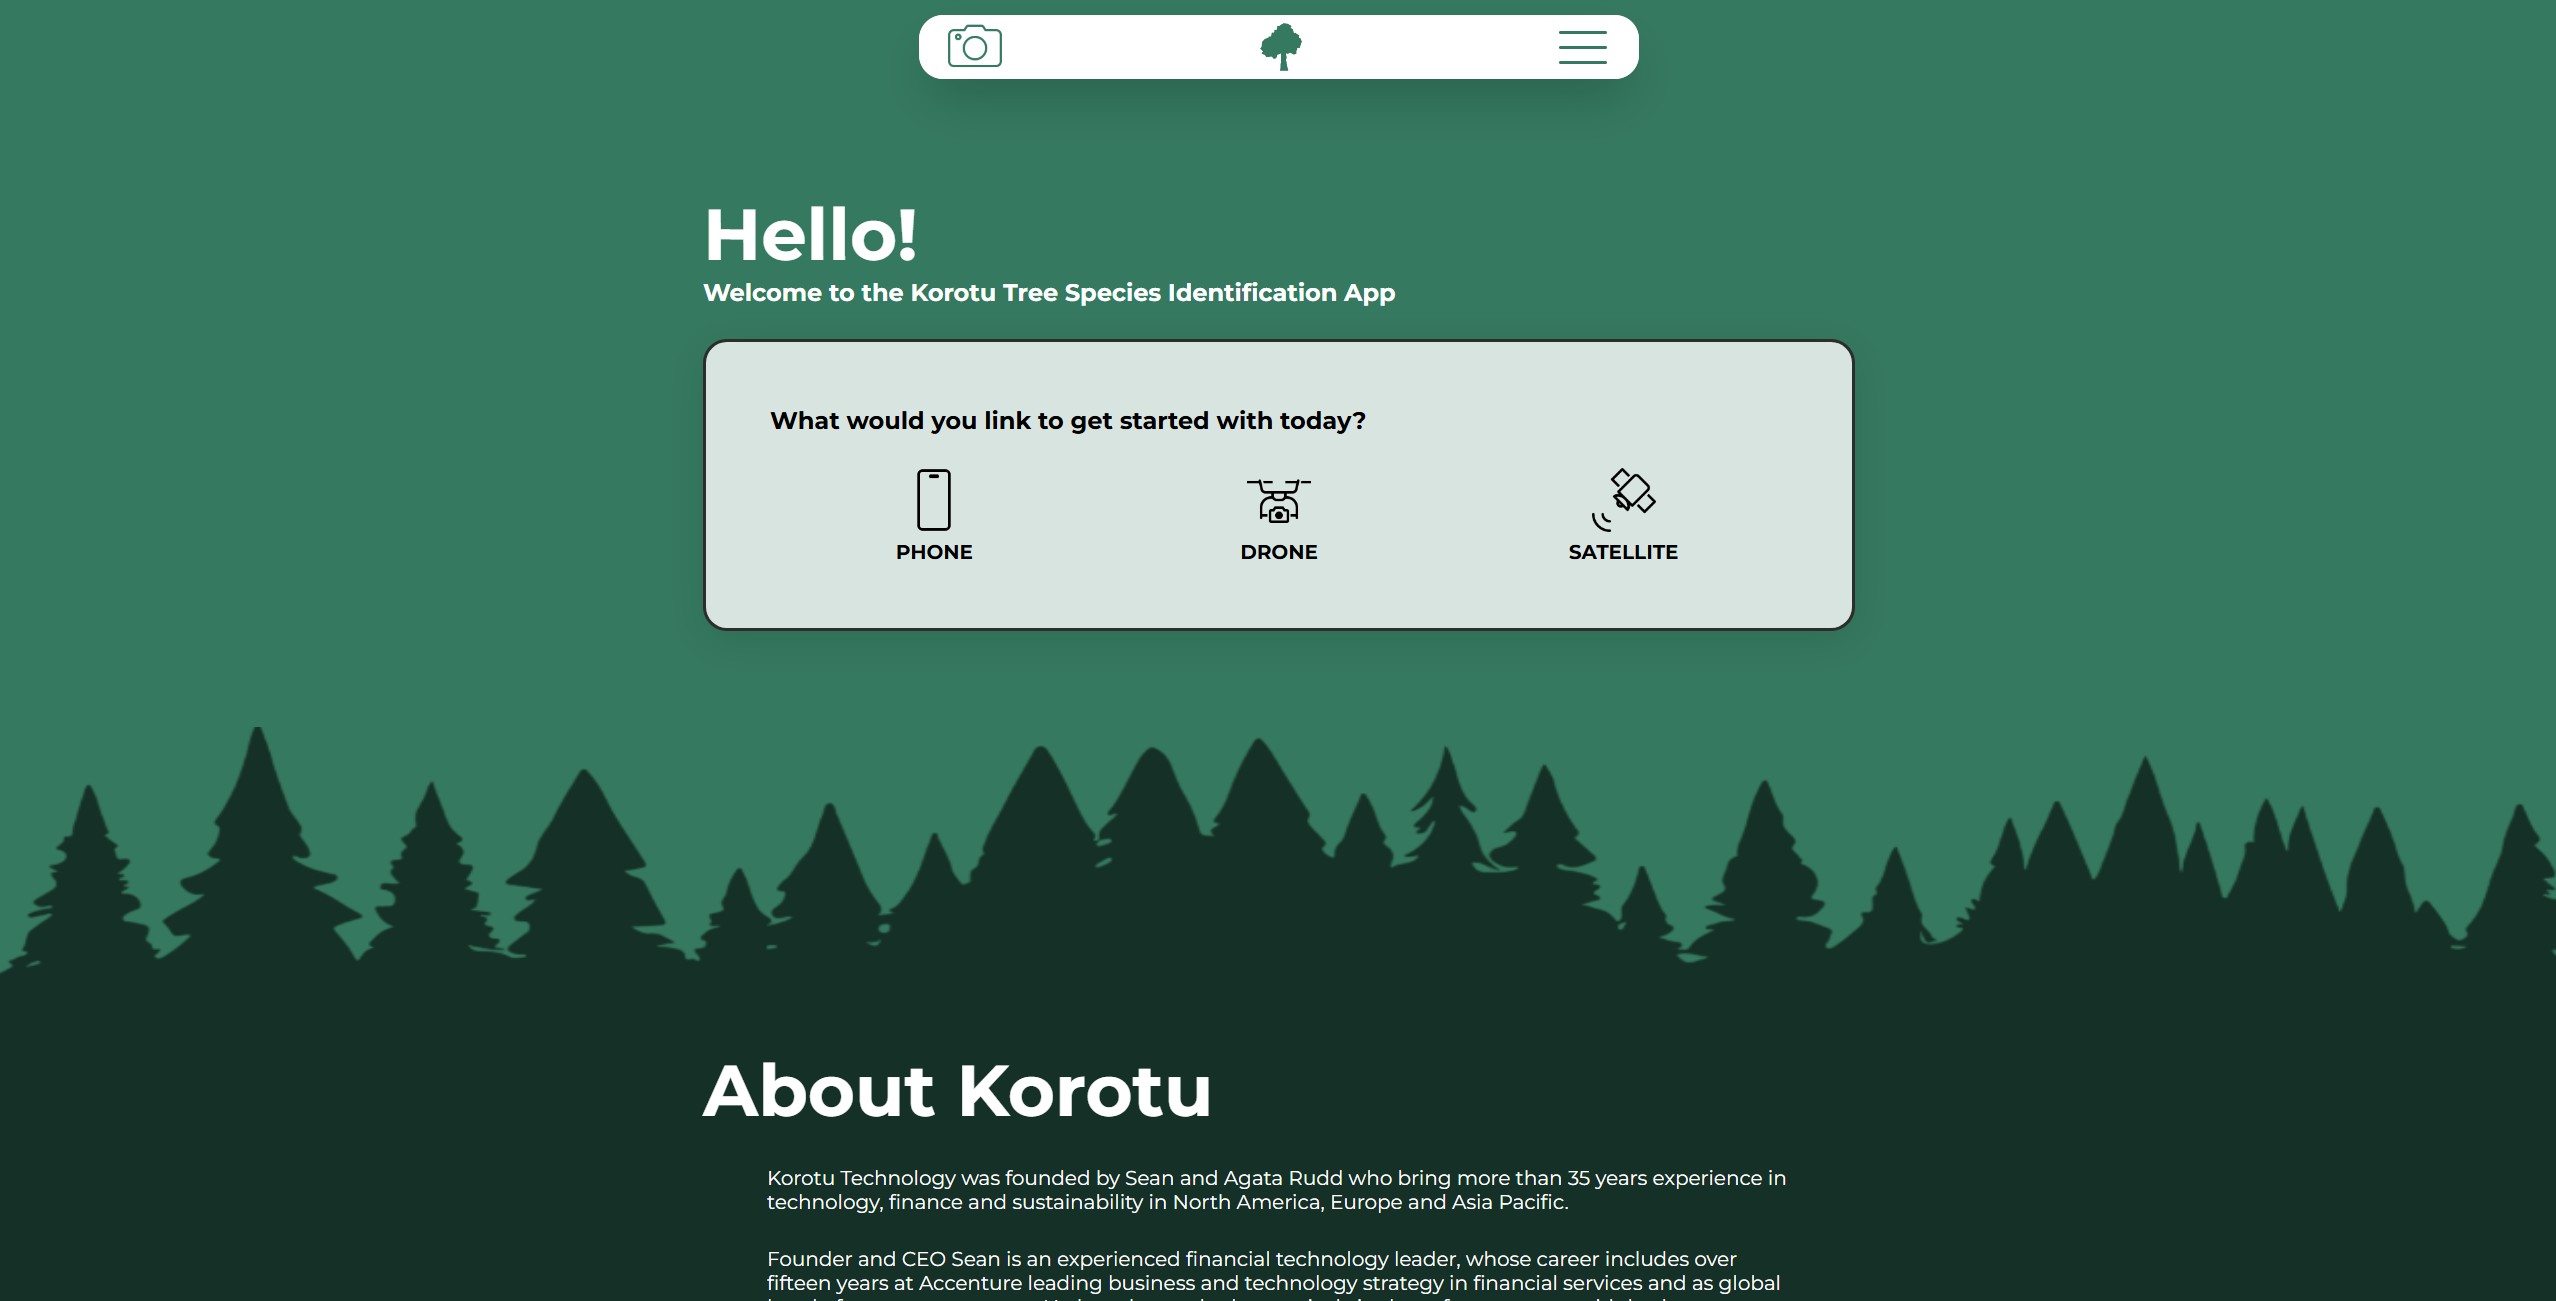 Hello!
Welcome to the Korotu Tree Species Identification App
What would you link to get started with today?
PHONE
DRONE
SATELLITE
About Korotu
Korotu Technology was founded by Sean and Agata Rudd who bring more than 35 years experience in
technology, finance and sustainability in North America, Europe and Asia Pacific.
Founder and CEO Sean is an experienced financial technology leader, whose career includes over
fifteen years at Accenture leading business and technology strategy in financial services and as global